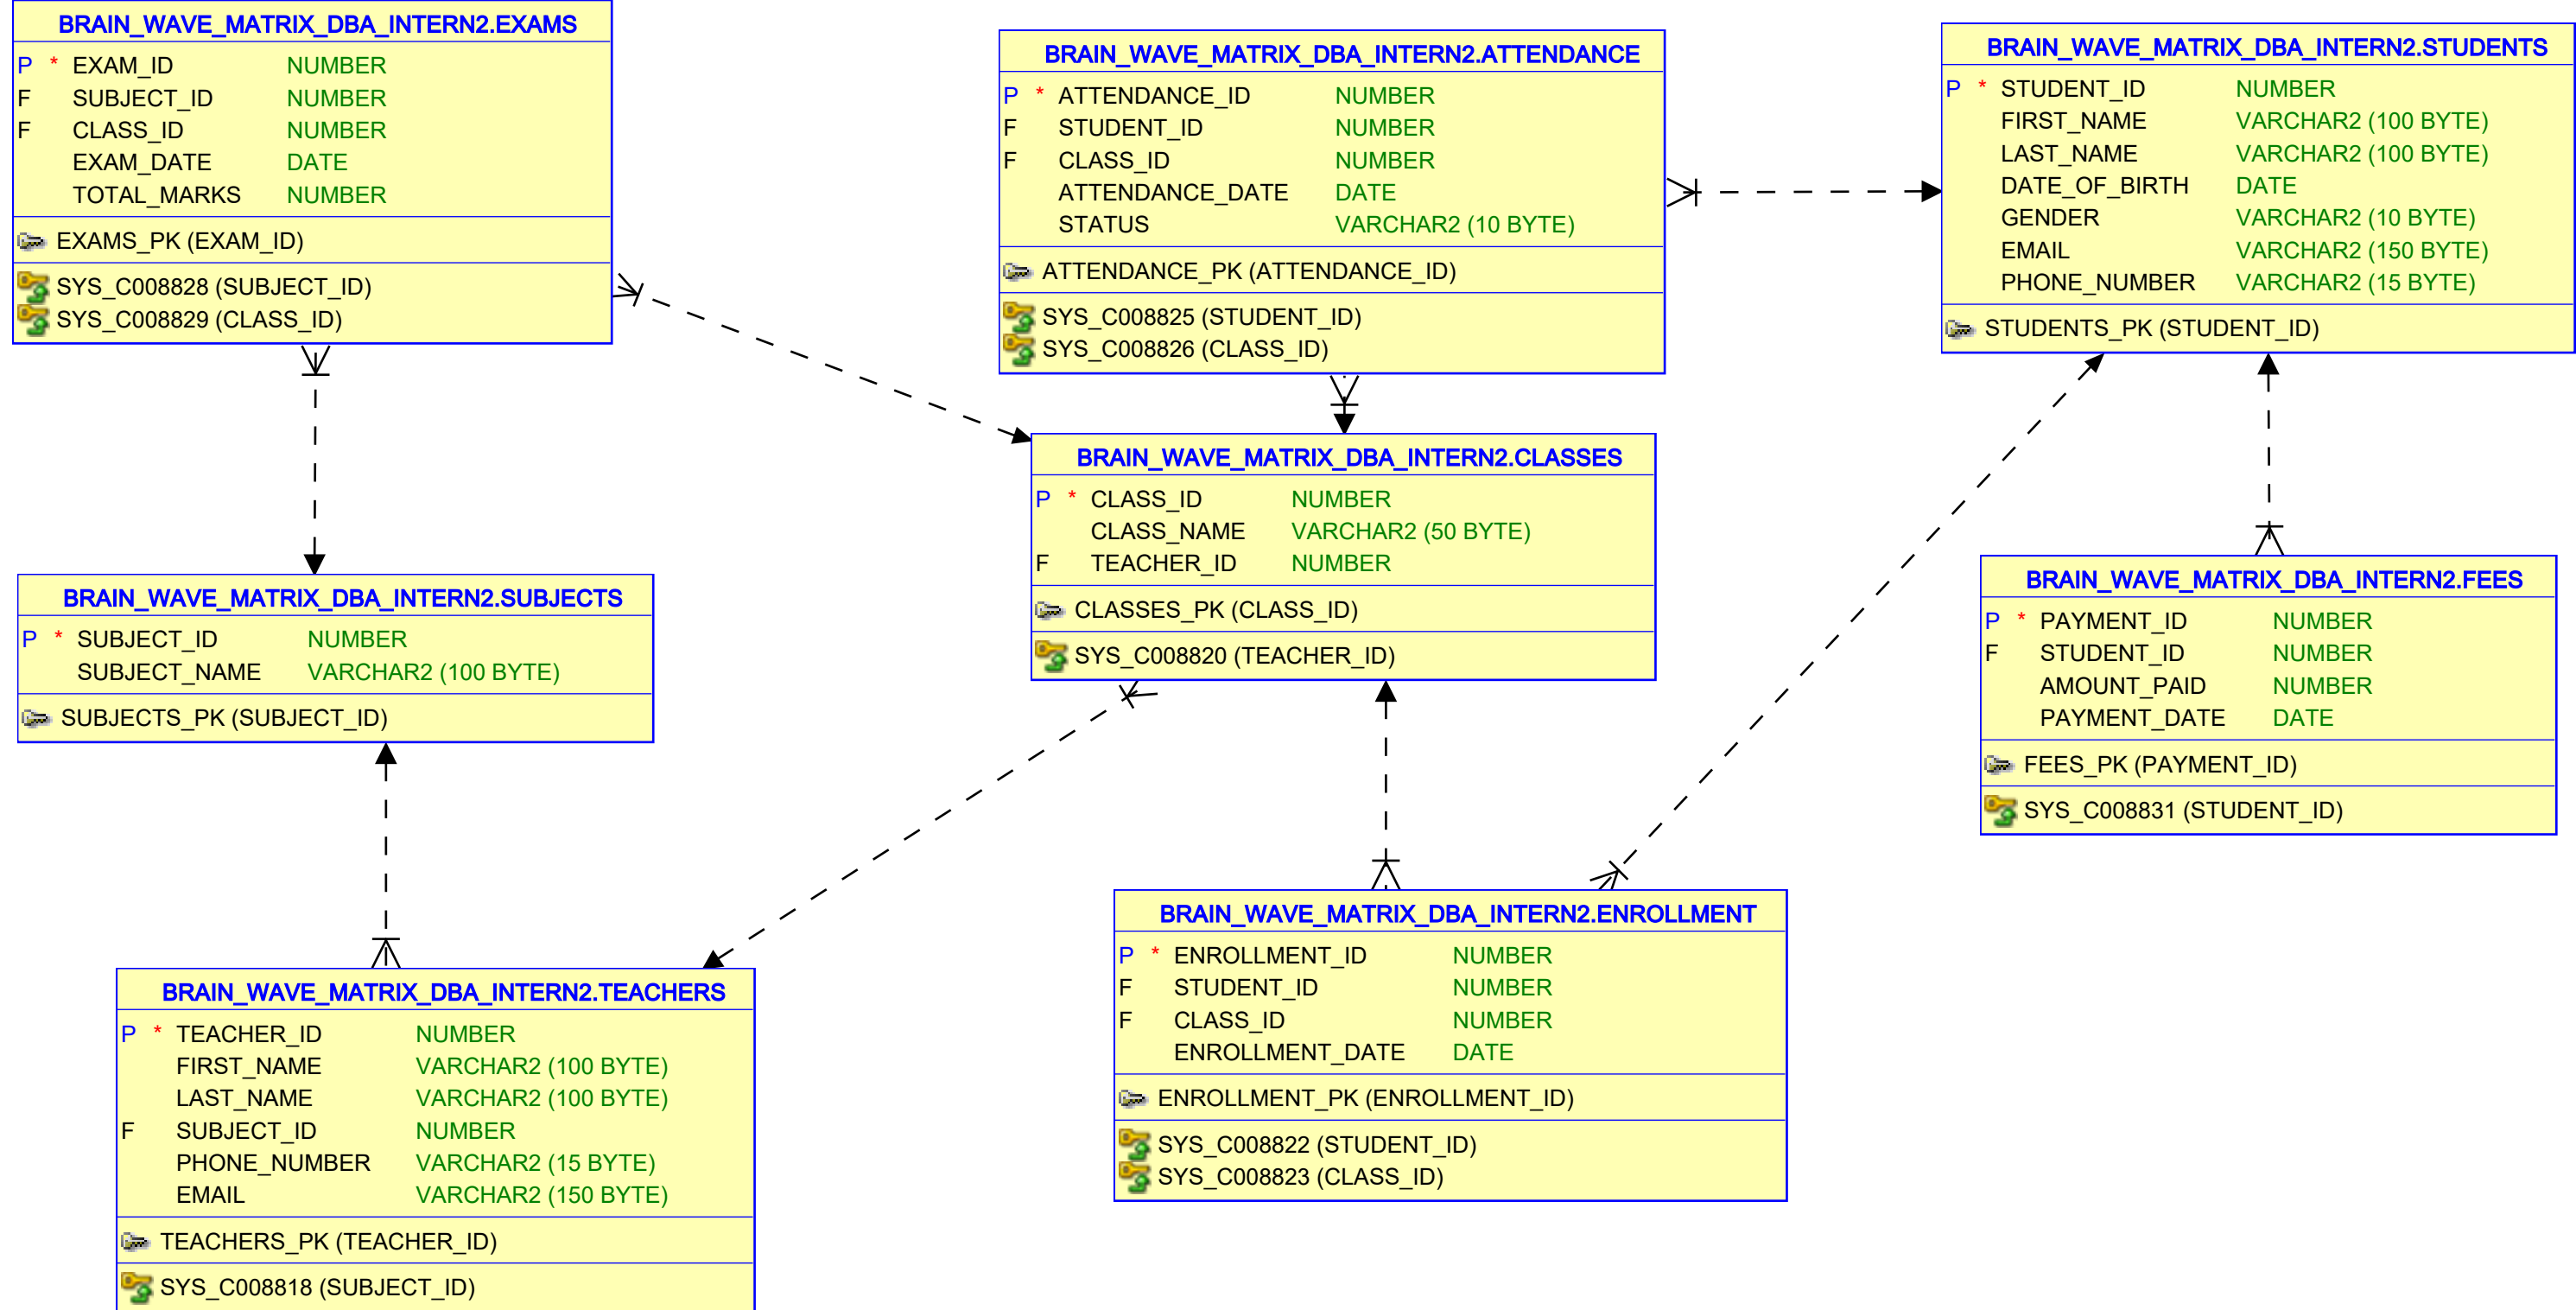 BRAIN_WAVE_MATRIX_DBA_INTERN2.EXAMS
P * EXAM_ID NUMBER
F SUBJECT_ID NUMBER
F CLASS_ID NUMBER
EXAM_DATE DATE
TOTAL_MARKS NUMBER
EXAMS_PK (EXAM_ID)
SYS_C008828 (SUBJECT_ID)
SYS_C008829 (CLASS_ID)
BRAIN_WAVE_MATRIX_DBA_INTERN2.ATTENDANCE
P * ATTENDANCE_ID NUMBER
F STUDENT_ID NUMBER
F CLASS_ID NUMBER
ATTENDANCE_DATE DATE
STATUS VARCHAR2 (10 BYTE)
ATTENDANCE_PK (ATTENDANCE_ID)
SYS_C008825 (STUDENT_ID)
SYS_C008826 (CLASS_ID)
BRAIN_WAVE_MATRIX_DBA_INTERN2.STUDENTS
P * STUDENT_ID NUMBER
FIRST_NAME VARCHAR2 (100 BYTE)
LAST_NAME VARCHAR2 (100 BYTE)
DATE_OF_BIRTH DATE
GENDER VARCHAR2 (10 BYTE)
EMAIL VARCHAR2 (150 BYTE)
PHONE_NUMBER VARCHAR2 (15 BYTE)
STUDENTS_PK (STUDENT_ID)
BRAIN_WAVE_MATRIX_DBA_INTERN2.CLASSES
P * CLASS_ID NUMBER
CLASS_NAME VARCHAR2 (50 BYTE)
F TEACHER_ID NUMBER
CLASSES_PK (CLASS_ID)
SYS_C008820 (TEACHER_ID)
BRAIN_WAVE_MATRIX_DBA_INTERN2.SUBJECTS
P * SUBJECT_ID NUMBER
SUBJECT_NAME VARCHAR2 (100 BYTE)
SUBJECTS_PK (SUBJECT_ID)
BRAIN_WAVE_MATRIX_DBA_INTERN2.FEES
P * PAYMENT_ID NUMBER
F STUDENT_ID NUMBER
AMOUNT_PAID NUMBER
PAYMENT_DATE DATE
FEES_PK (PAYMENT_ID)
SYS_C008831 (STUDENT_ID)
BRAIN_WAVE_MATRIX_DBA_INTERN2.TEACHERS
P * TEACHER_ID NUMBER
FIRST_NAME VARCHAR2 (100 BYTE)
LAST_NAME VARCHAR2 (100 BYTE)
F SUBJECT_ID NUMBER
PHONE_NUMBER VARCHAR2 (15 BYTE)
EMAIL VARCHAR2 (150 BYTE)
TEACHERS_PK (TEACHER_ID)
SYS_C008818 (SUBJECT_ID)
BRAIN_WAVE_MATRIX_DBA_INTERN2.ENROLLMENT
P * ENROLLMENT_ID NUMBER
F STUDENT_ID NUMBER
F CLASS_ID NUMBER
ENROLLMENT_DATE DATE
ENROLLMENT_PK (ENROLLMENT_ID)
SYS_C008822 (STUDENT_ID)
SYS_C008823 (CLASS_ID)